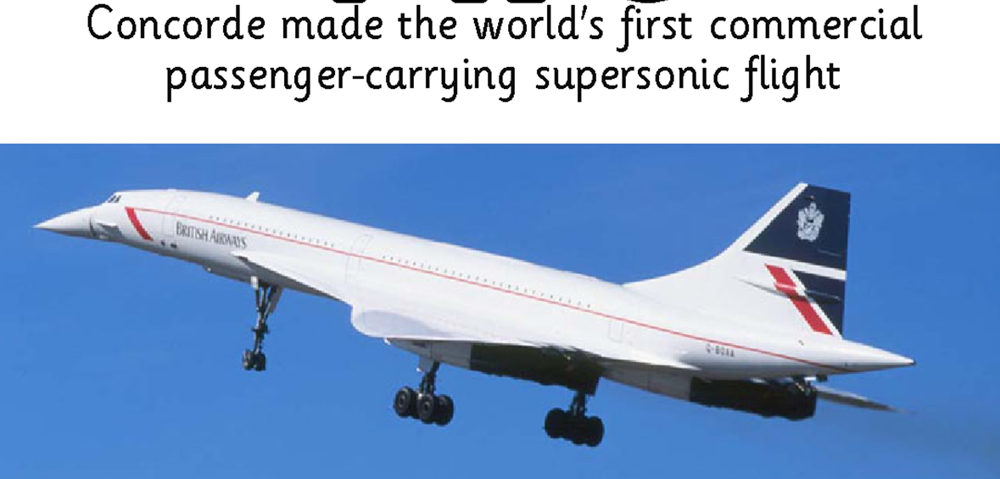 Concorde made the world's first commercial
passenger-carrying supersonic flight
BRITISH AIRWAYS